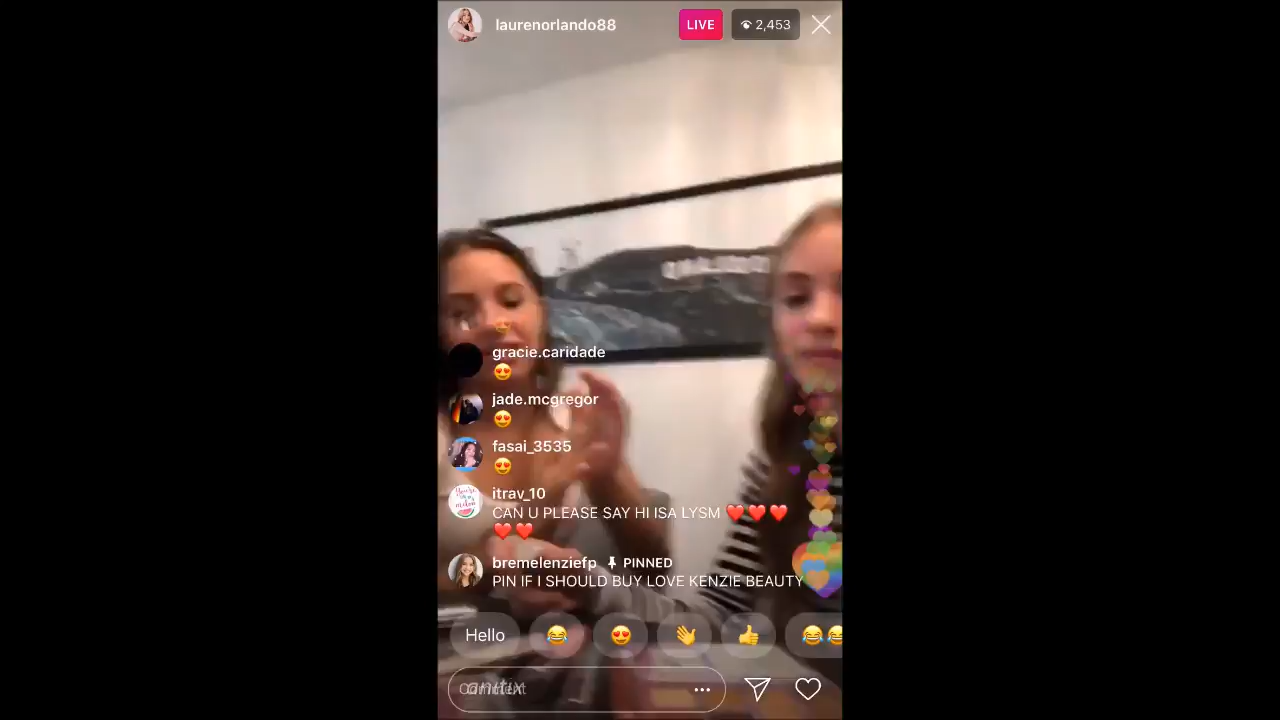 laurenorlando88
LIVE
2,453
gracie.caridade
😍
jade.mcgregor
😍
fasai_3535
😍
itrav_10
CAN U PLEASE SAY HI ISA LYSM ❤️❤️❤️
❤️❤️
bremelenziefp PINNED
PIN IF I SHOULD BUY LOVE KENZIE BEAUTY
Hello 😂 😍 👋 👍 😂😂
Comment